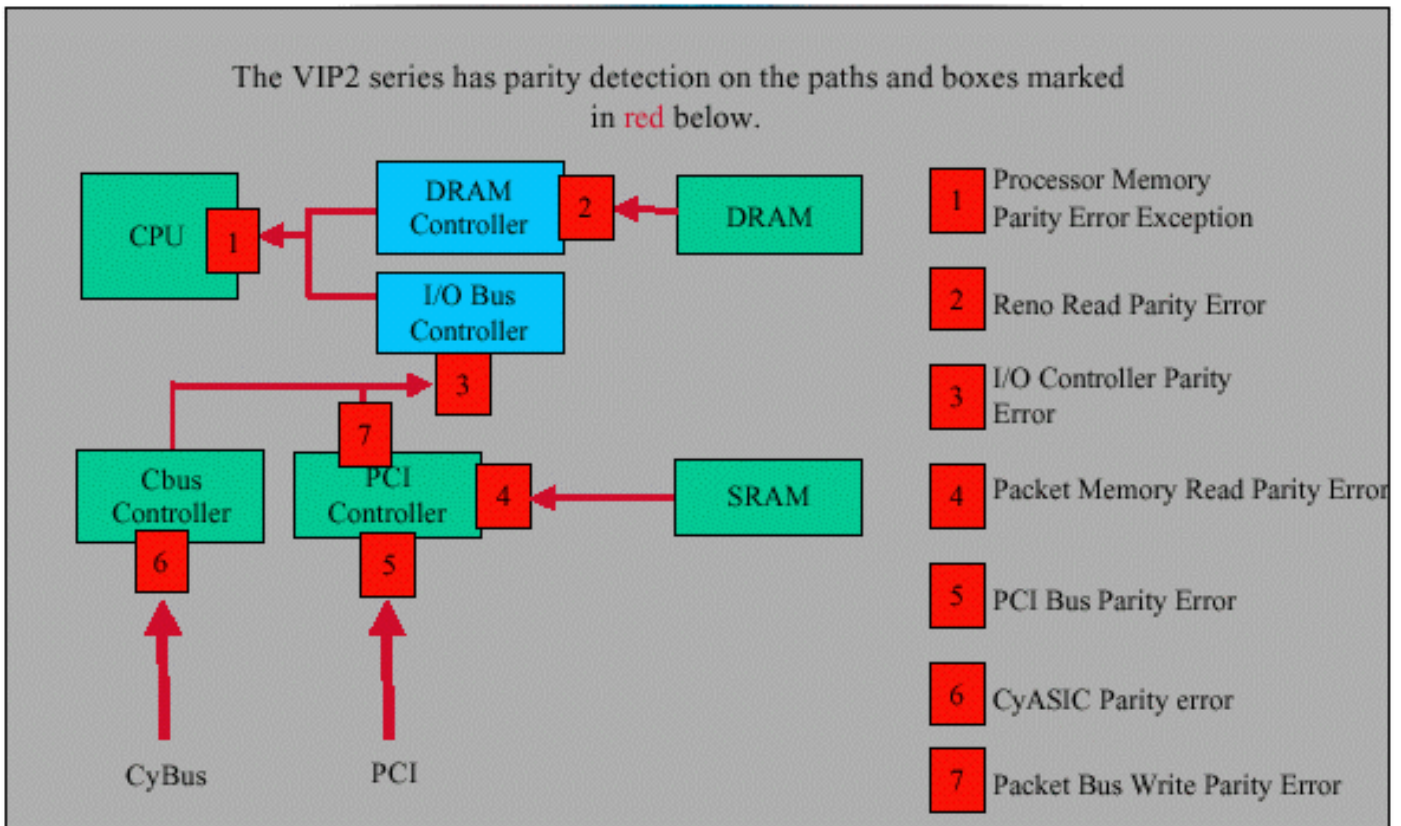 The VIP2 series has parity detection on the paths and boxes marked
in red below.
CPU
1
DRAM
Controller
2
DRAM
I/O Bus
Controller
3
7
Cbus
Controller
6
PCI
Controller
4
5
SRAM
CyBus
PCI
1
Processor Memory
Parity Error Exception
2
Reno Read Parity Error
3
I/O Controller Parity
Error
4
Packet Memory Read Parity Error
5
PCI Bus Parity Error
6
CyASIC Parity error
7
Packet Bus Write Parity Error